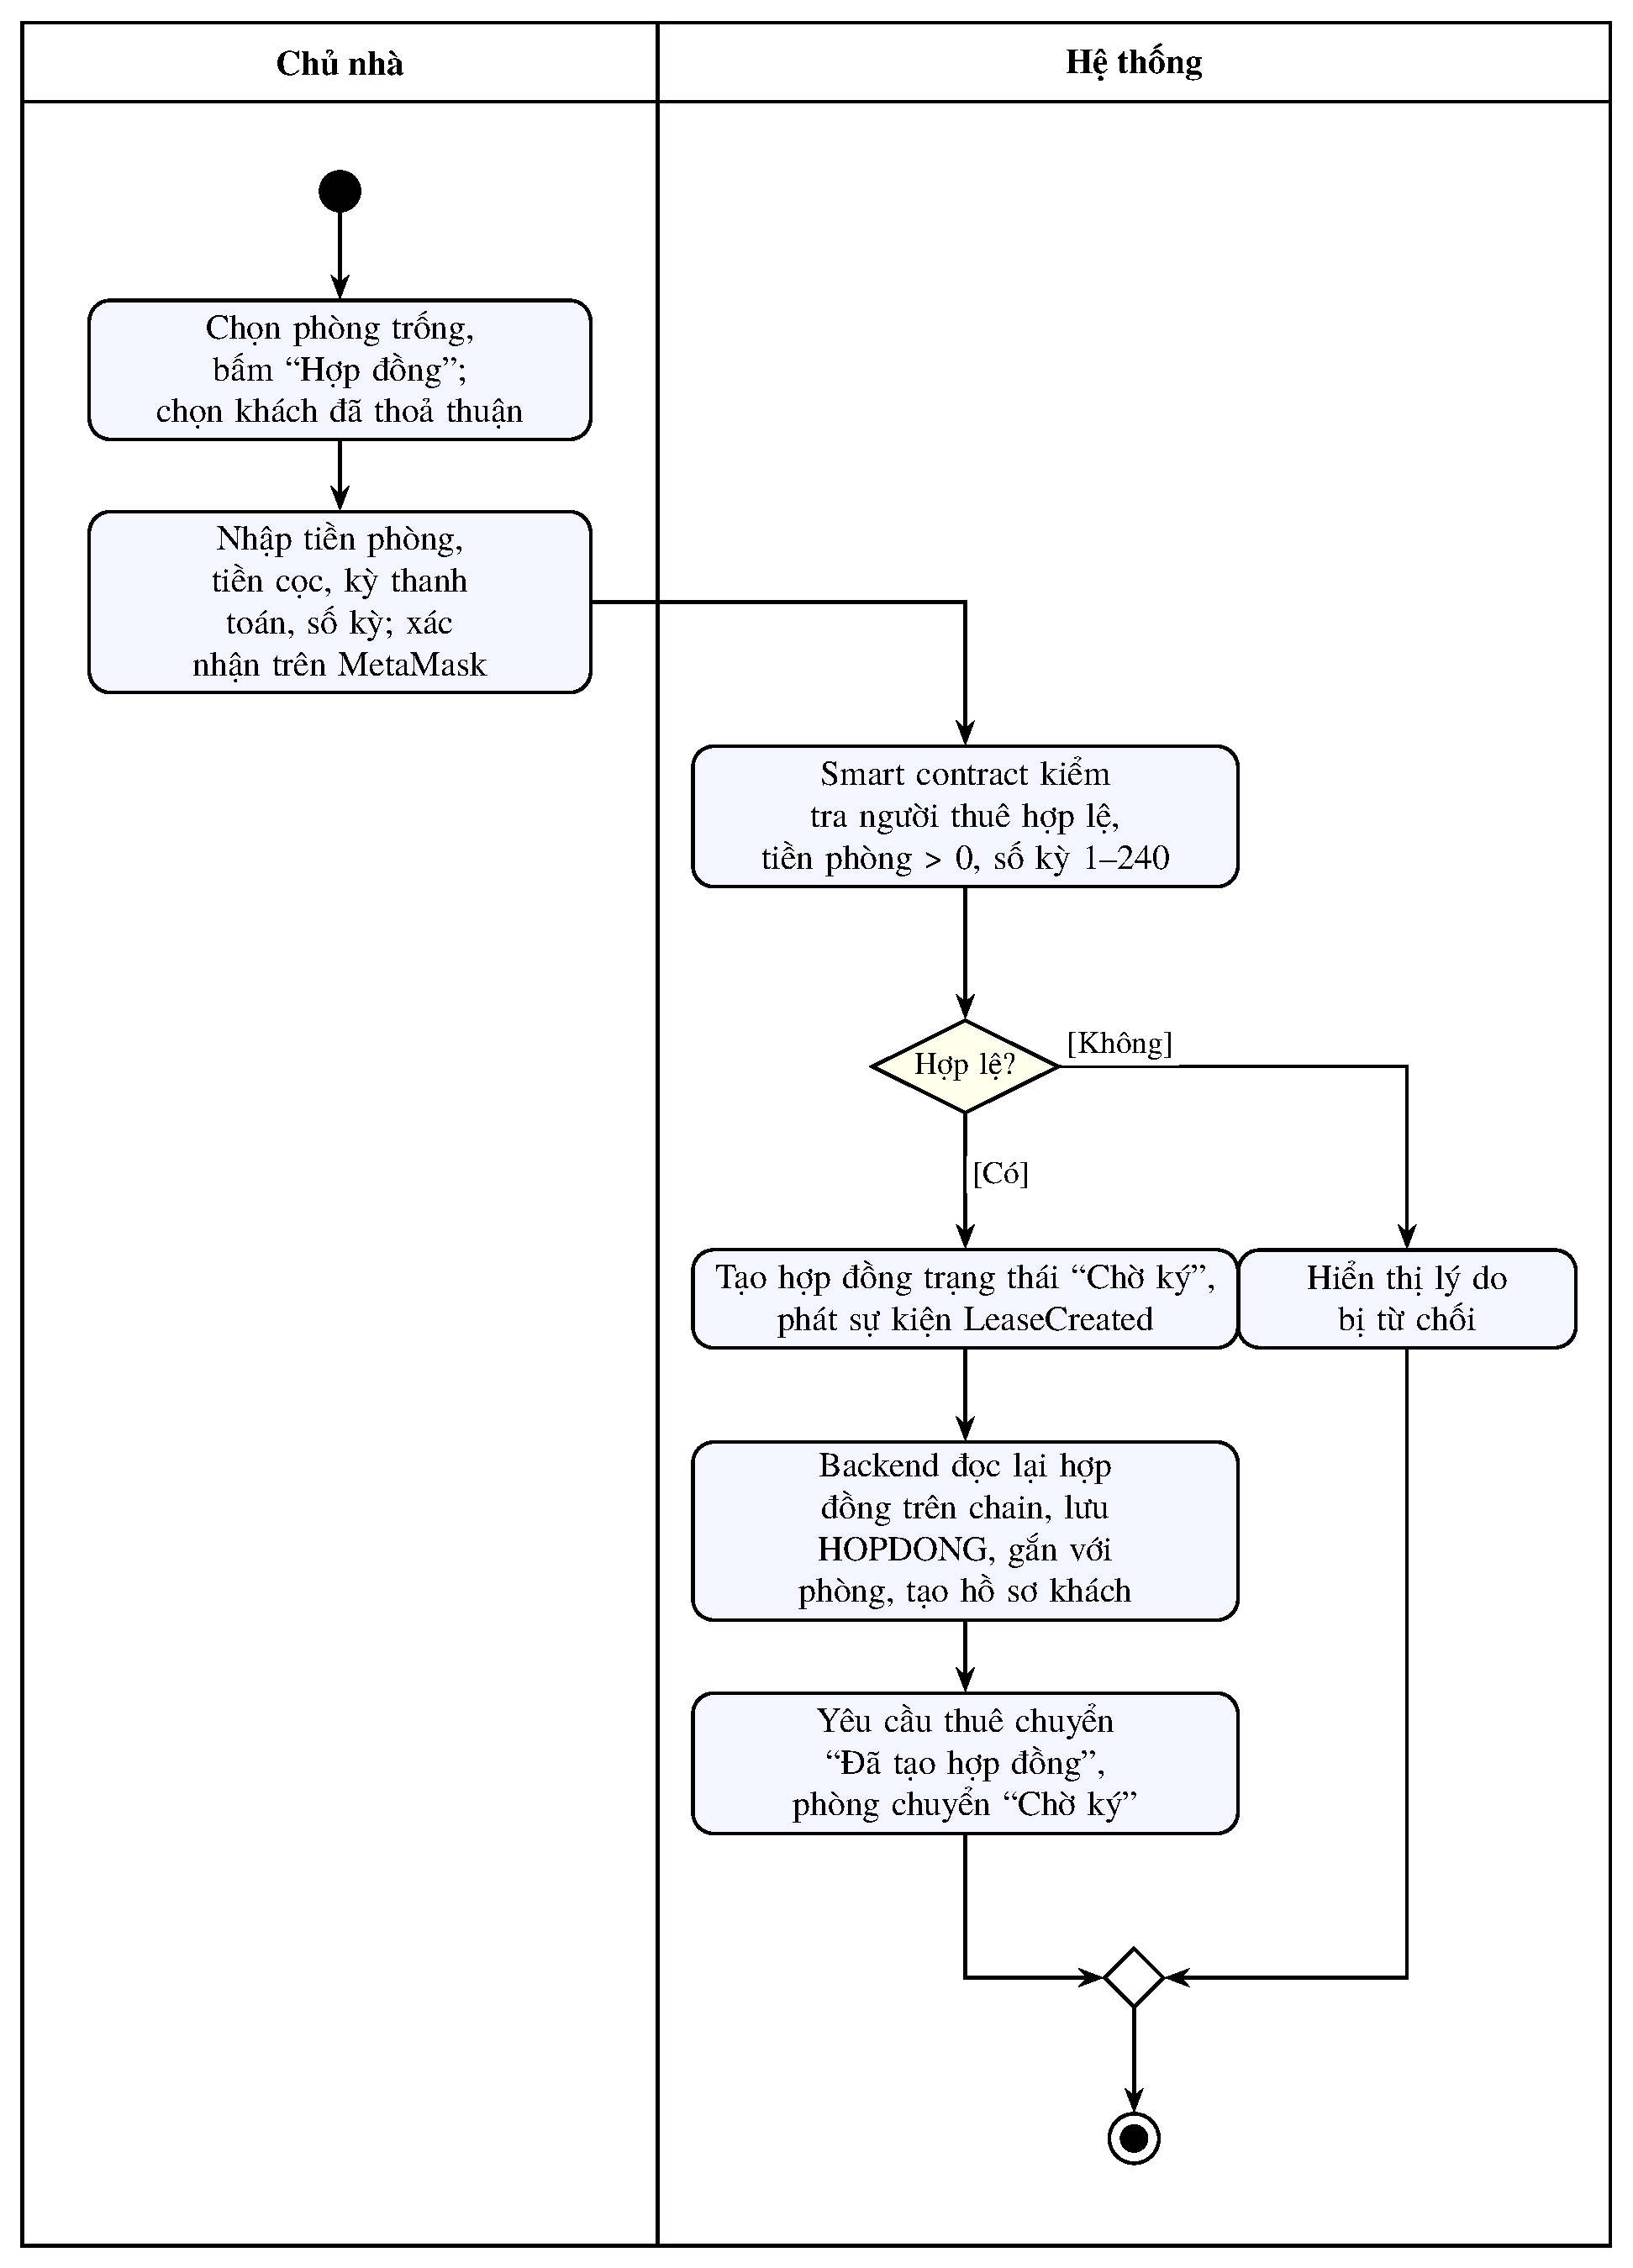 Chủ nhà
Hệ thống
Chọn phòng trống,
bấm “Hợp đồng”;
chọn khách đã thoả thuận
Nhập tiền phòng,
tiền cọc, kỳ thanh
toán, số kỳ; xác
nhận trên MetaMask
Smart contract kiểm
tra người thuê hợp lệ,
tiền phòng > 0, số kỳ 1–240
Hợp lệ?
[Không]
[Có]
Tạo hợp đồng trạng thái “Chờ ký”,
phát sự kiện LeaseCreated
Hiển thị lý do
bị từ chối
Backend đọc lại hợp
đồng trên chain, lưu
HOPDONG, gắn với
phòng, tạo hồ sơ khách
Yêu cầu thuê chuyển
“Đã tạo hợp đồng”,
phòng chuyển “Chờ ký”